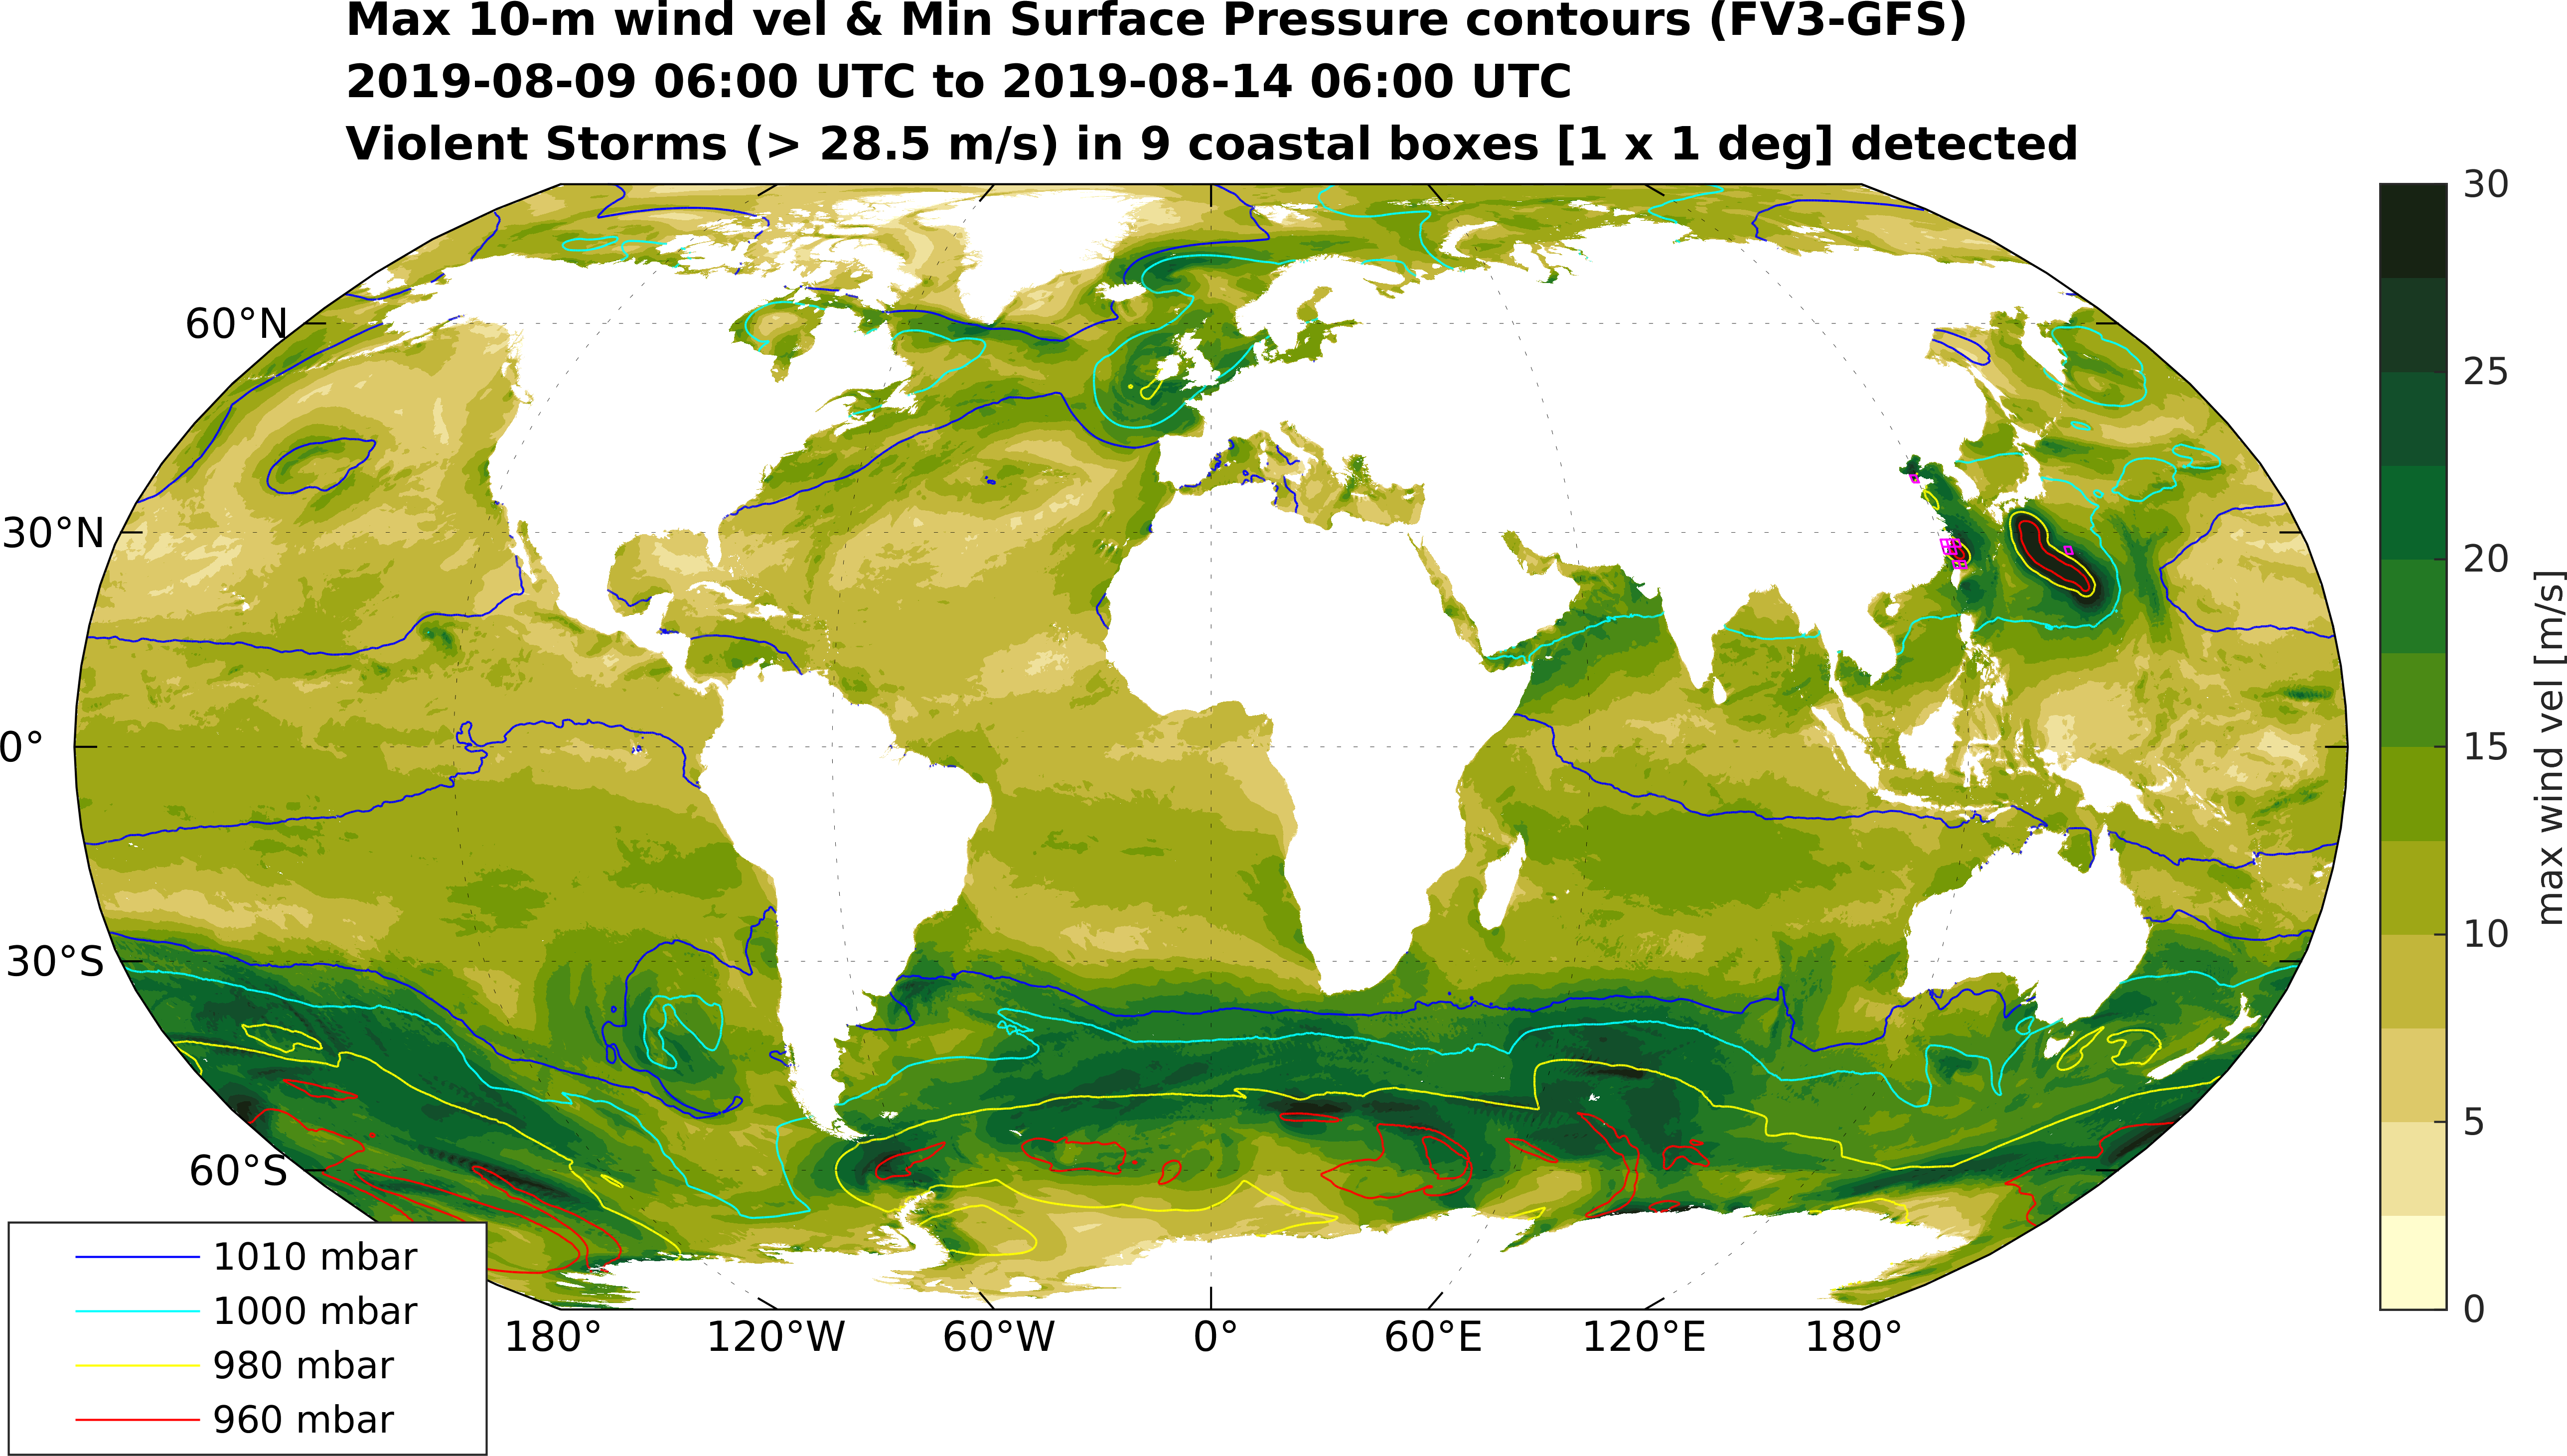 Max 10-m wind vel & Min Surface Pressure contours (FV3-GFS)
2019-08-09 06:00 UTC to 2019-08-14 06:00 UTC
Violent Storms (> 28.5 m/s) in 9 coastal boxes [1 x 1 deg] detected
60°N
30°N
0°
30°S
60°S
180°
120°W
60°W
0°
60°E
120°E
180°
1010 mbar
1000 mbar
980 mbar
960 mbar
30
25
20
15
10
5
0
max wind vel [m/s]